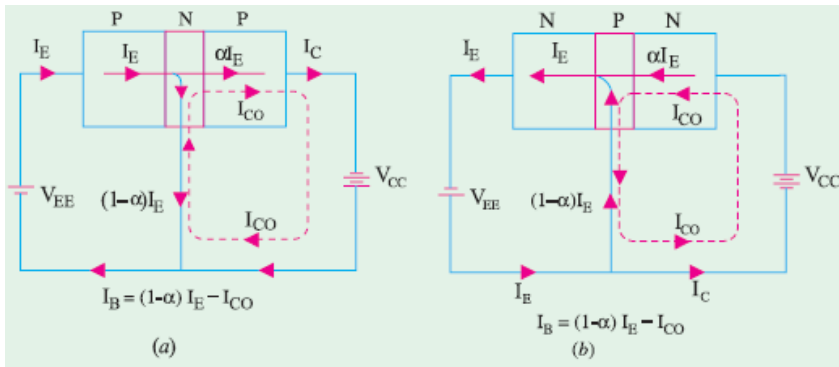 P N P
I_E I_E αI_E I_C
I_CO
V_EE (1-α)I_E V_CC
I_CO
I_B = (1-α) I_E – I_CO
(a)
N P N
I_E I_E αI_E
I_CO
V_EE (1-α)I_E V_CC
I_CO
I_E I_C
I_B = (1-α) I_E – I_CO
(b)